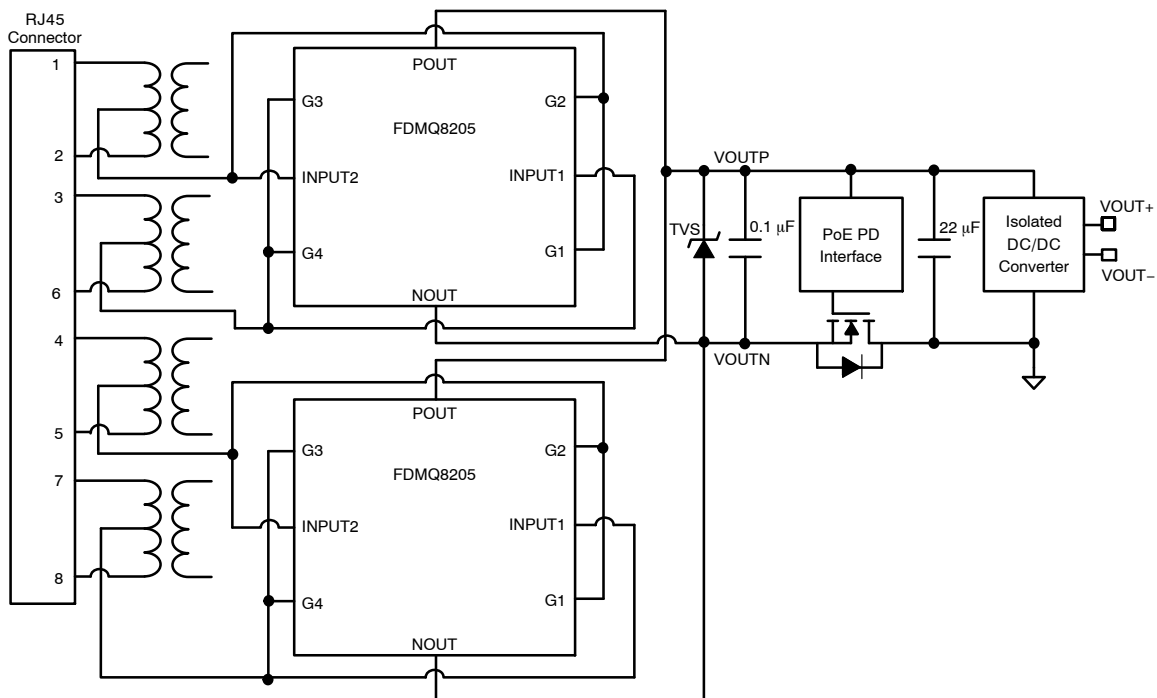 RJ45
Connector
1
2
3
6
4
5
7
8
POUT
G3
G2
FDMQ8205
INPUT2
INPUT1
G4
G1
NOUT
POUT
G3
G2
FDMQ8205
INPUT2
INPUT1
G4
G1
NOUT
VOUTP
TVS
0.1 μF
PoE PD
Interface
22 μF
Isolated
DC/DC
Converter
VOUT+
VOUT−
VOUTN